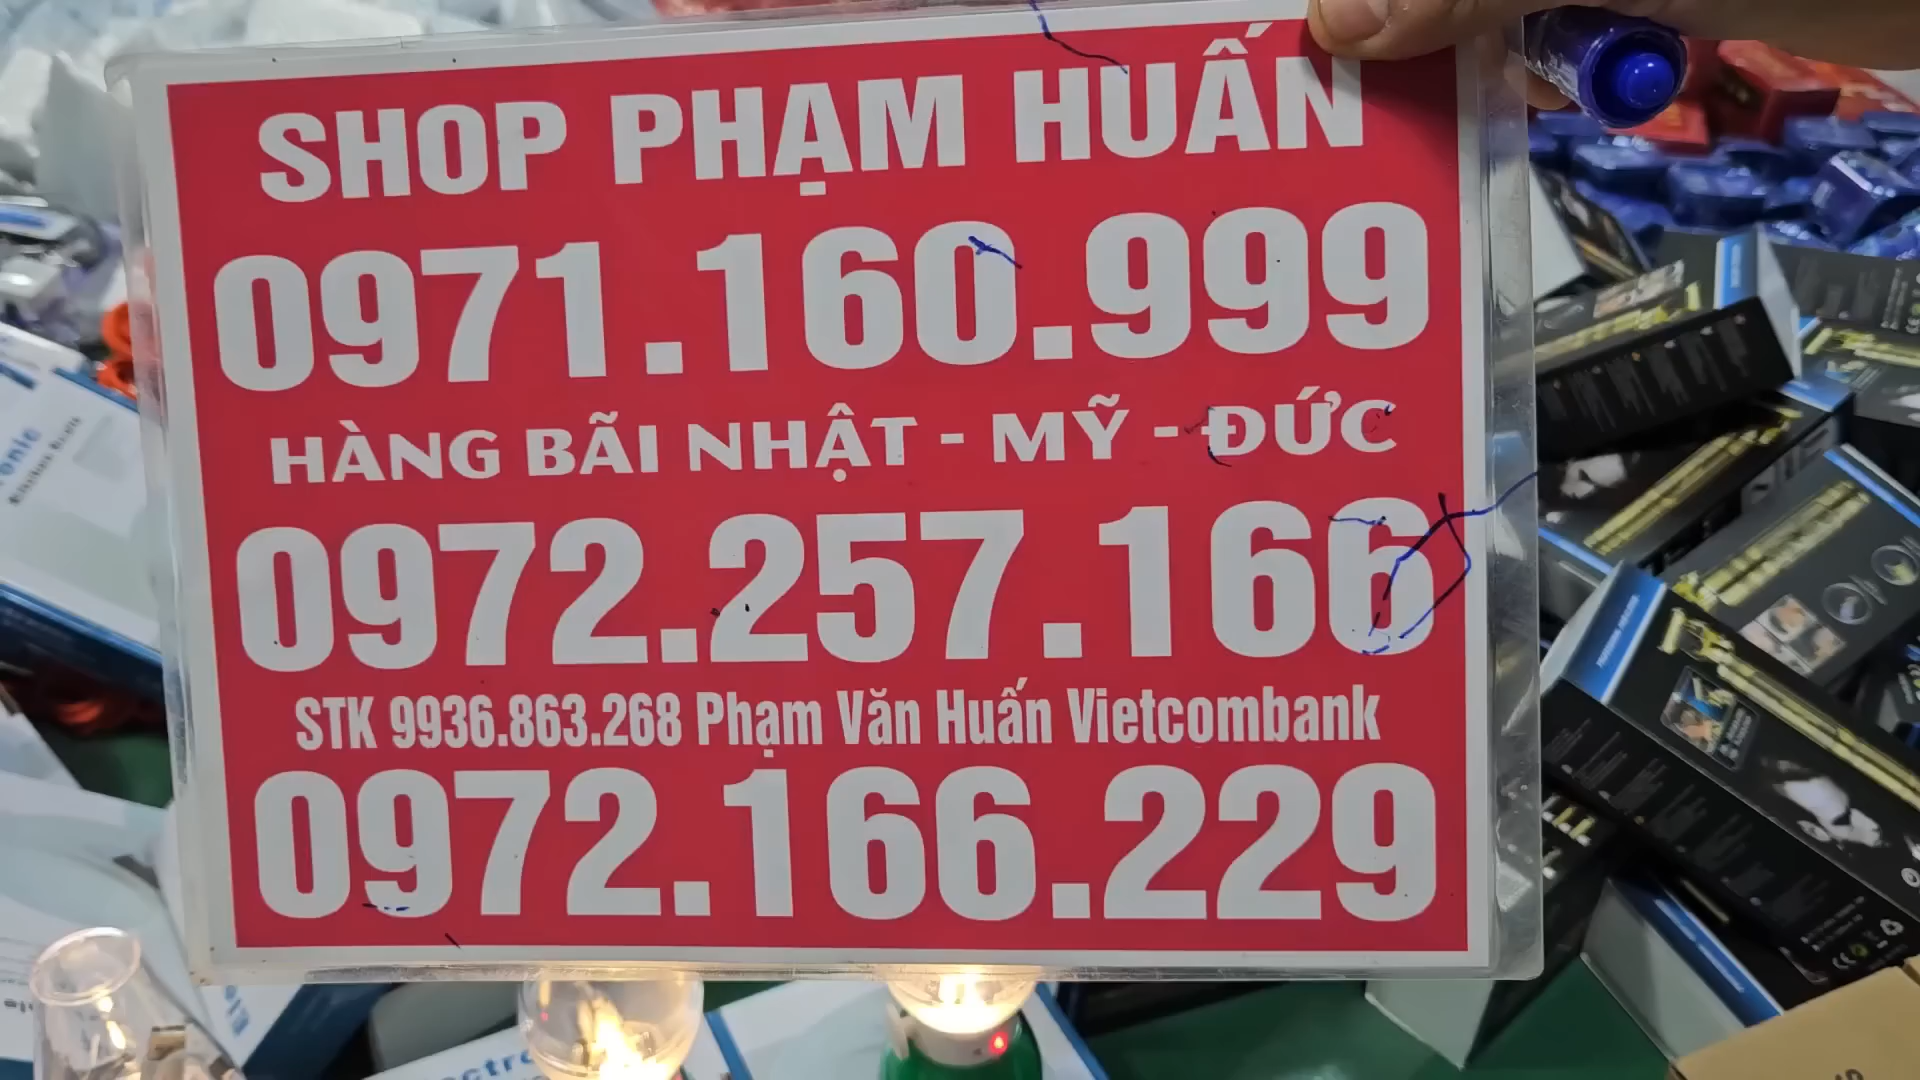 SHOP PHẠM HUẤN
0971.160.999
HÀNG BÃI NHẬT - MỸ - ĐỨC
0972.257.166
STK 9936.863.268 Phạm Văn Huấn Vietcombank
0972.166.229